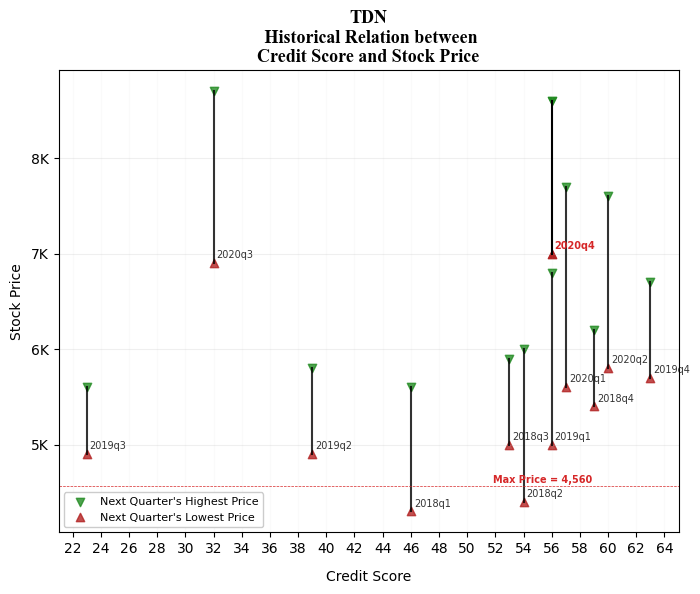 TDN
Historical Relation between
Credit Score and Stock Price
8K
7K
6K
5K
Stock Price
2020q3
2020q4
2020q2
2019q4
2020q1
2018q4
2019q3
2019q2
2018q3
2019q1
Max Price = 4,560
2018q2
2018q1
Next Quarter's Highest Price
Next Quarter's Lowest Price
22 24 26 28 30 32 34 36 38 40 42 44 46 48 50 52 54 56 58 60 62 64
Credit Score